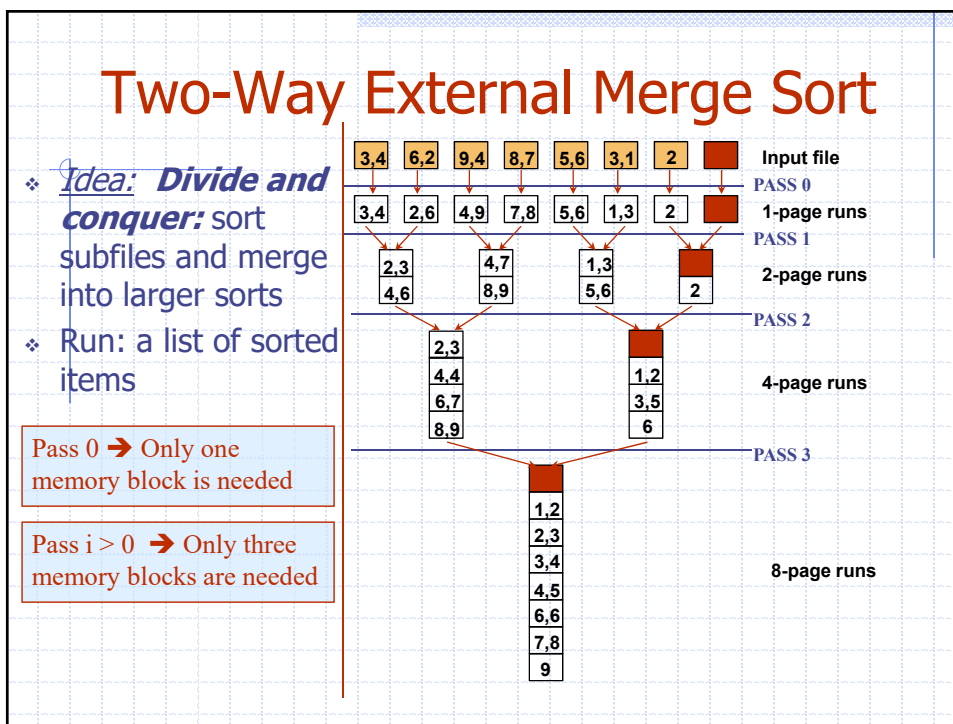 Two-Way External Merge Sort
❖ Idea: Divide and
conquer: sort
subfiles and merge
into larger sorts
❖ Run: a list of sorted
items
Pass 0 ➔ Only one
memory block is needed
Pass i > 0 ➔ Only three
memory blocks are needed
3,4 6,2 9,4 8,7 5,6 3,1 2 Input file
PASS 0
3,4 2,6 4,9 7,8 5,6 1,3 2 1-page runs
PASS 1
2,3 4,7 1,3
2-page runs
4,6 8,9 5,6 2
PASS 2
2,3
4,4 1,2
4-page runs
6,7 3,5
8,9 6
PASS 3
1,2
2,3
3,4
8-page runs
4,5
6,6
7,8
9